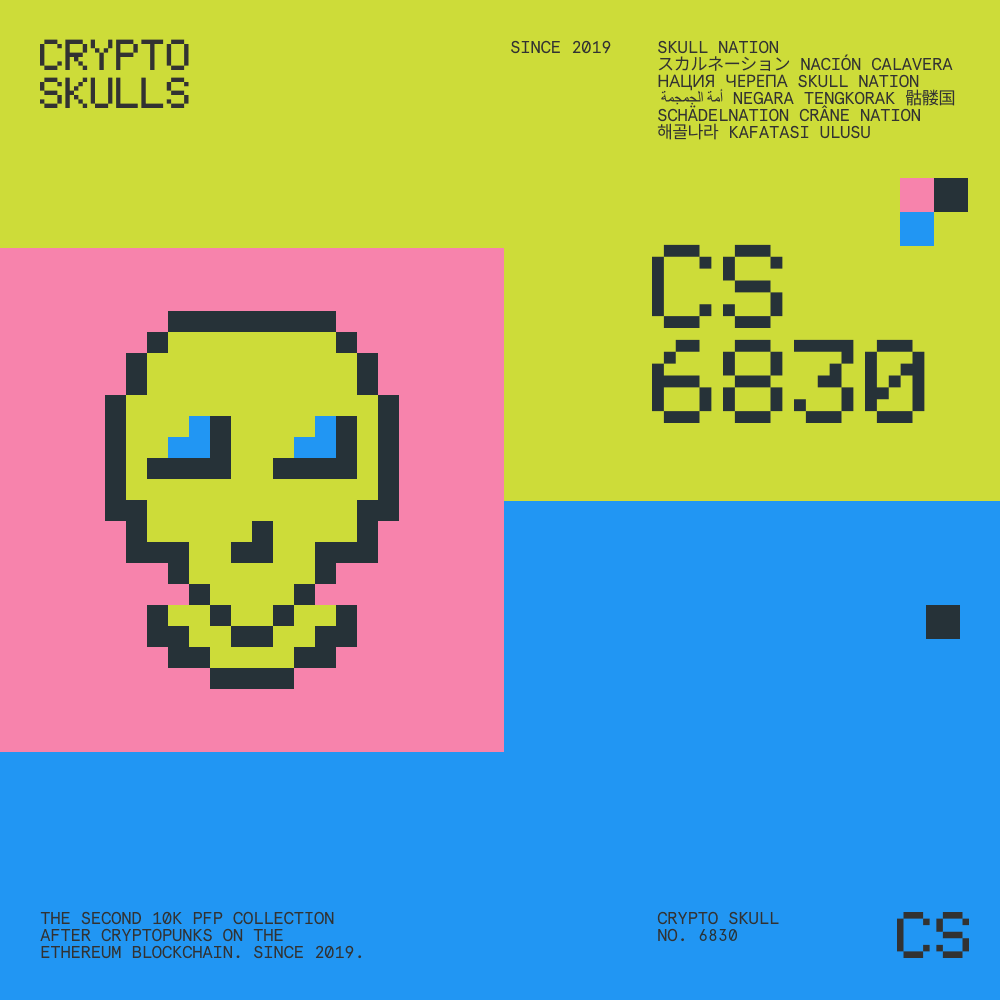 CRYPTO
SKULLS
SINCE 2019
SKULL NATION
スカルネーション NACIÓN CALAVERA
НАЦИЯ ЧЕРЕПА SKULL NATION
أمة الجمجمة NEGARA TENGKORAK 骷髅国
SCHÄDELNATION CRÂNE NATION
해골나라 KAFATASI ULUSU
CS
6830
THE SECOND 10K PFP COLLECTION
AFTER CRYPTOPUNKS ON THE
ETHEREUM BLOCKCHAIN. SINCE 2019.
CRYPTO SKULL
NO. 6830
CS